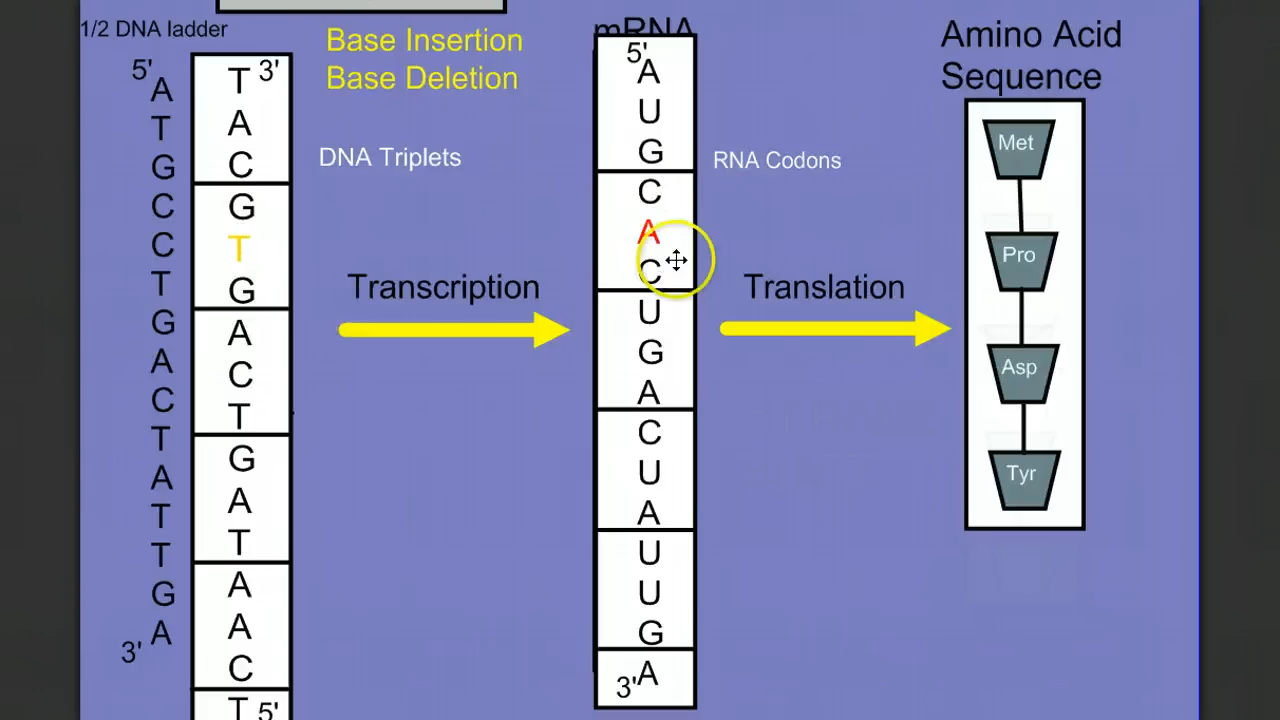 1/2 DNA ladder
5'
A
T
G
C
C
T
G
A
C
T
A
T
T
G
A
3'
3'
T
A
C
G
T
G
A
C
T
G
A
T
A
A
C
T
5'
Base Insertion
Base Deletion
DNA Triplets
Transcription
mRNA
5'
A
U
G
C
A
C
U
G
A
C
U
A
U
U
G
A
3'
RNA Codons
Translation
Amino Acid
Sequence
Met
Pro
Asp
Tyr